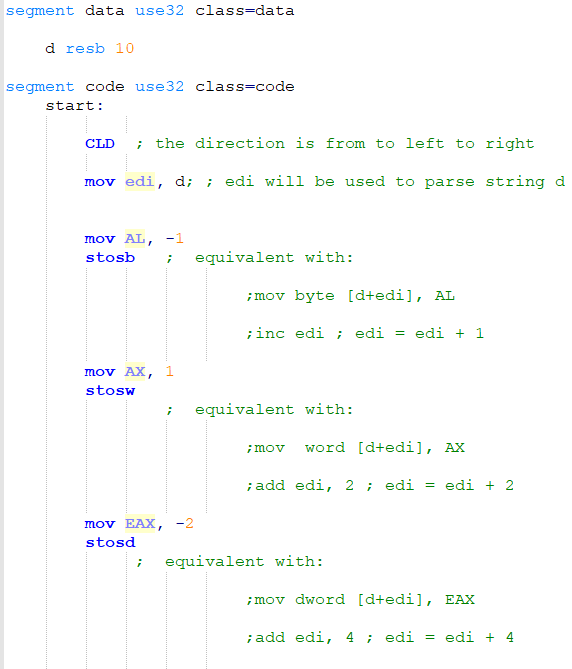 segment data use32 class=data
d resb 10
segment code use32 class=code
start:
CLD ; the direction is from to left to right
mov edi, d; ; edi will be used to parse string d
mov AL, -1
stosb ; equivalent with:
;mov byte [d+edi], AL
;inc edi ; edi = edi + 1
mov AX, 1
stosw
; equivalent with:
;mov word [d+edi], AX
;add edi, 2 ; edi = edi + 2
mov EAX, -2
stosd
; equivalent with:
;mov dword [d+edi], EAX
;add edi, 4 ; edi = edi + 4